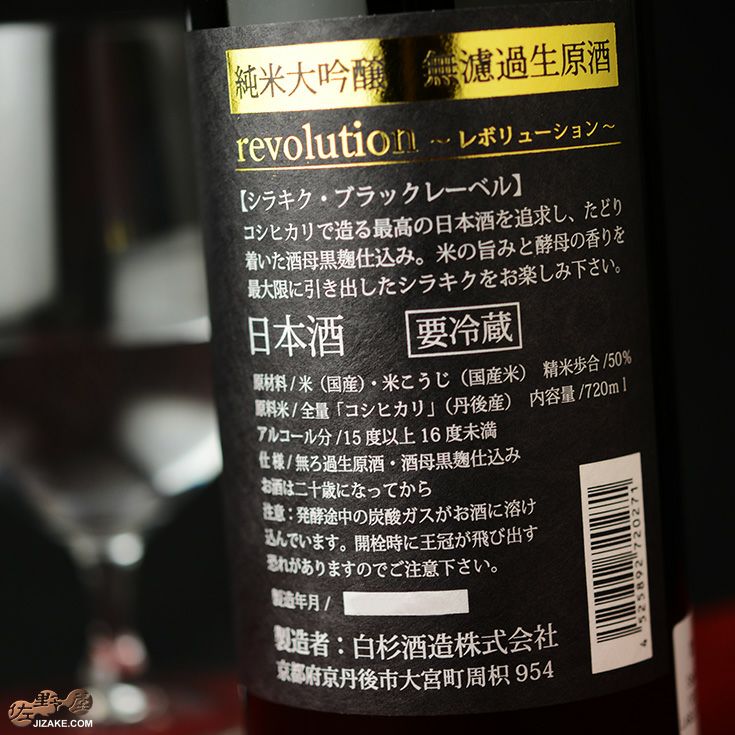 純米大吟醸 無濾過生原酒
revolution ～レボリューション～
【シラキク・ブラックレーベル】
コシヒカリで造る最高の日本酒を追求し、たどり
着いた酒母黒麹仕込み。米の旨みと酵母の香りを
最大限に引き出したシラキクをお楽しみ下さい。
日本酒 要冷蔵
原材料/米（国産）・米こうじ（国産米） 精米歩合/50%
原料米/全量「コシヒカリ」（丹後産） 内容量/720ml
アルコール分/15度以上16度未満
仕様/無ろ過生原酒・酒母黒麹仕込み
お酒は二十歳になってから
注意：発酵途中の炭酸ガスがお酒に溶け
込んでいます。開栓時に王冠が飛び出す
恐れがありますのでご注意下さい。
製造年月/
製造者：白杉酒造株式会社
京都府京丹後市大宮町周枳954
4 525892 720271
佐野屋
JIZAKE.COM